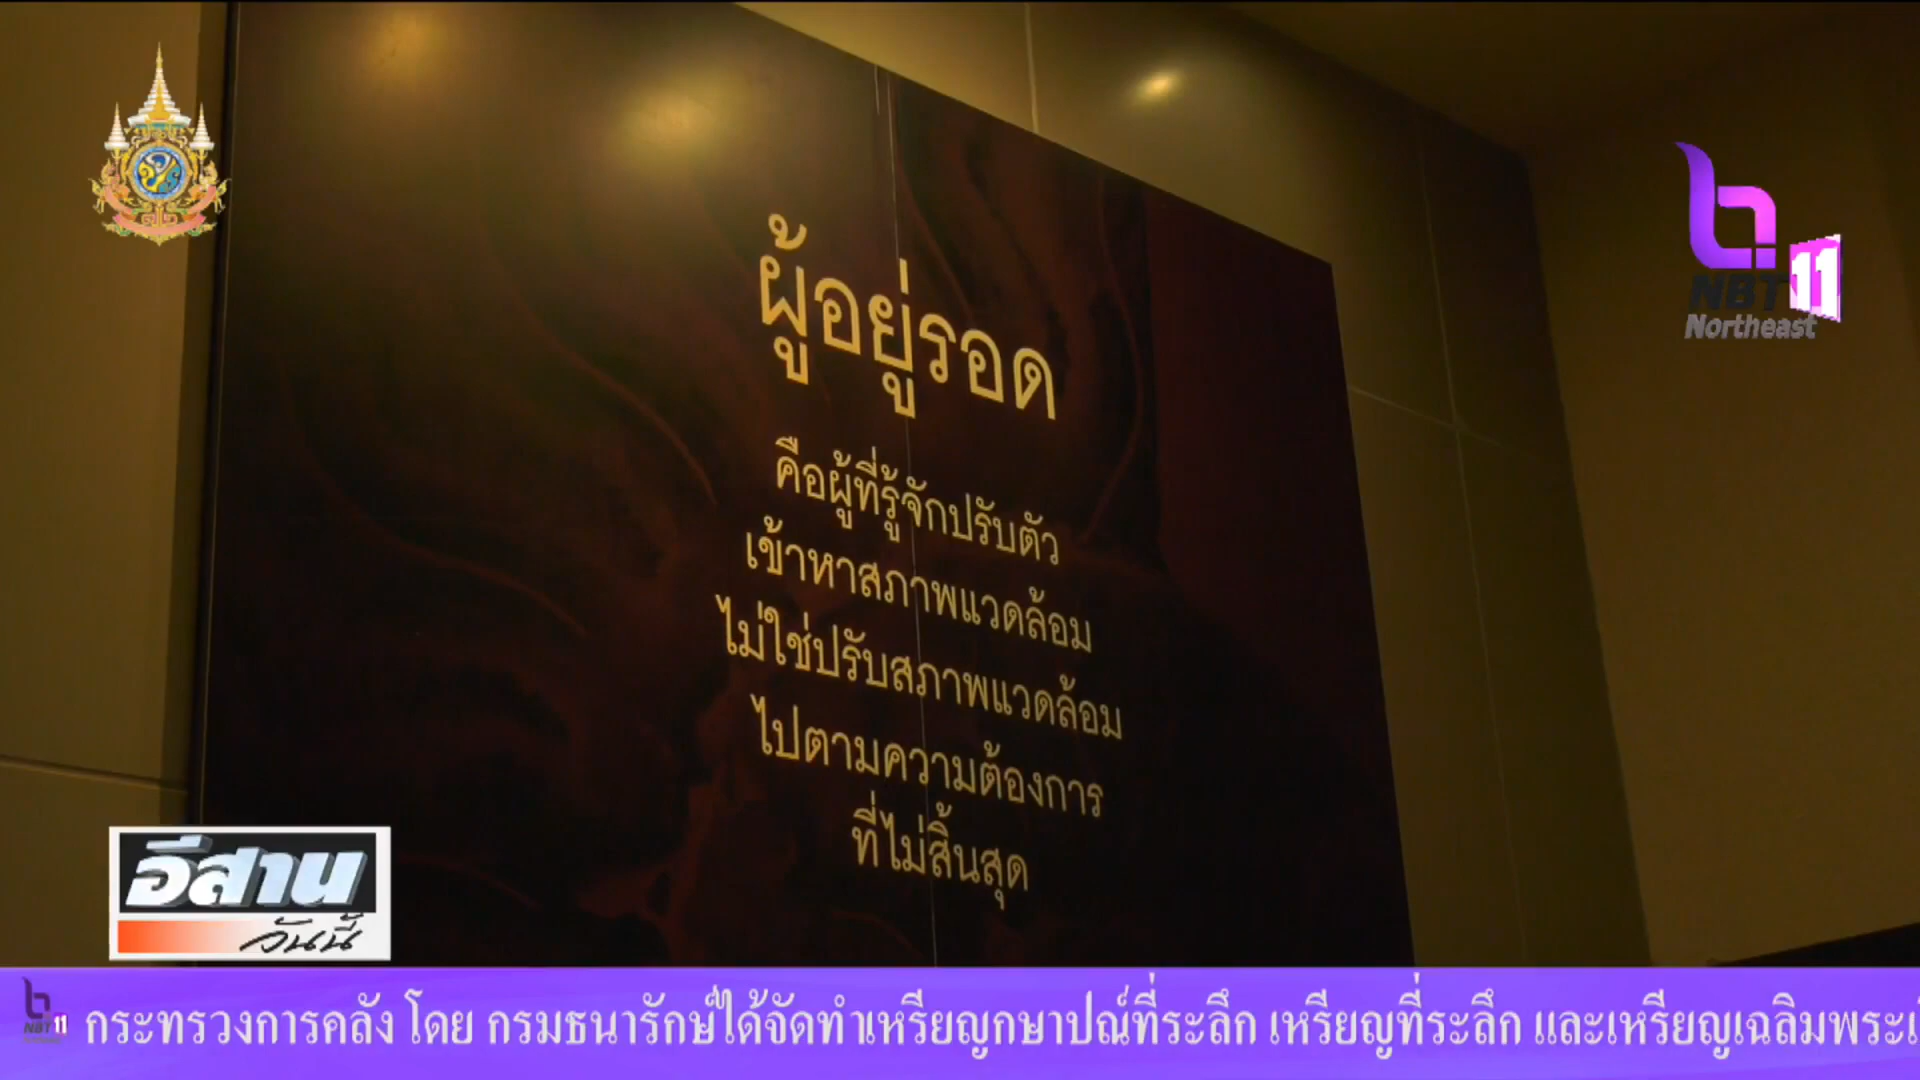 NBT 11
Northeast
ผู้อยู่รอด
คือผู้ที่รู้จักปรับตัว
เข้าหาสภาพแวดล้อม
ไม่ใช่ปรับสภาพแวดล้อม
ไปตามความต้องการ
ที่ไม่สิ้นสุด
อีสาน
วันนี้
NBT 11
กระทรวงการคลัง โดย กรมธนารักษ์ได้จัดทำเหรียญกษาปณ์ที่ระลึก เหรียญที่ระลึก และเหรียญเฉลิมพระเ